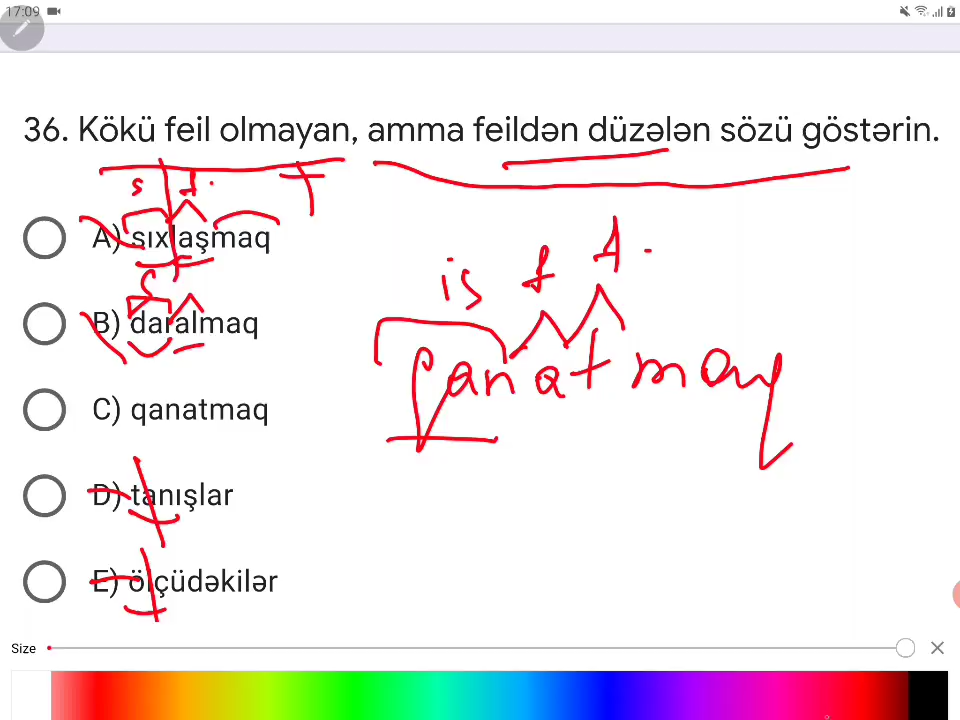 17:09
36. Kökü feil olmayan, amma feildən düzələn sözü göstərin.
s f.
A) sıxlaşmaq
s f
B) daralmaq
is f f.
qanatmaq
C) qanatmaq
D) tanışlar
E) ölçüdəkilər
Size